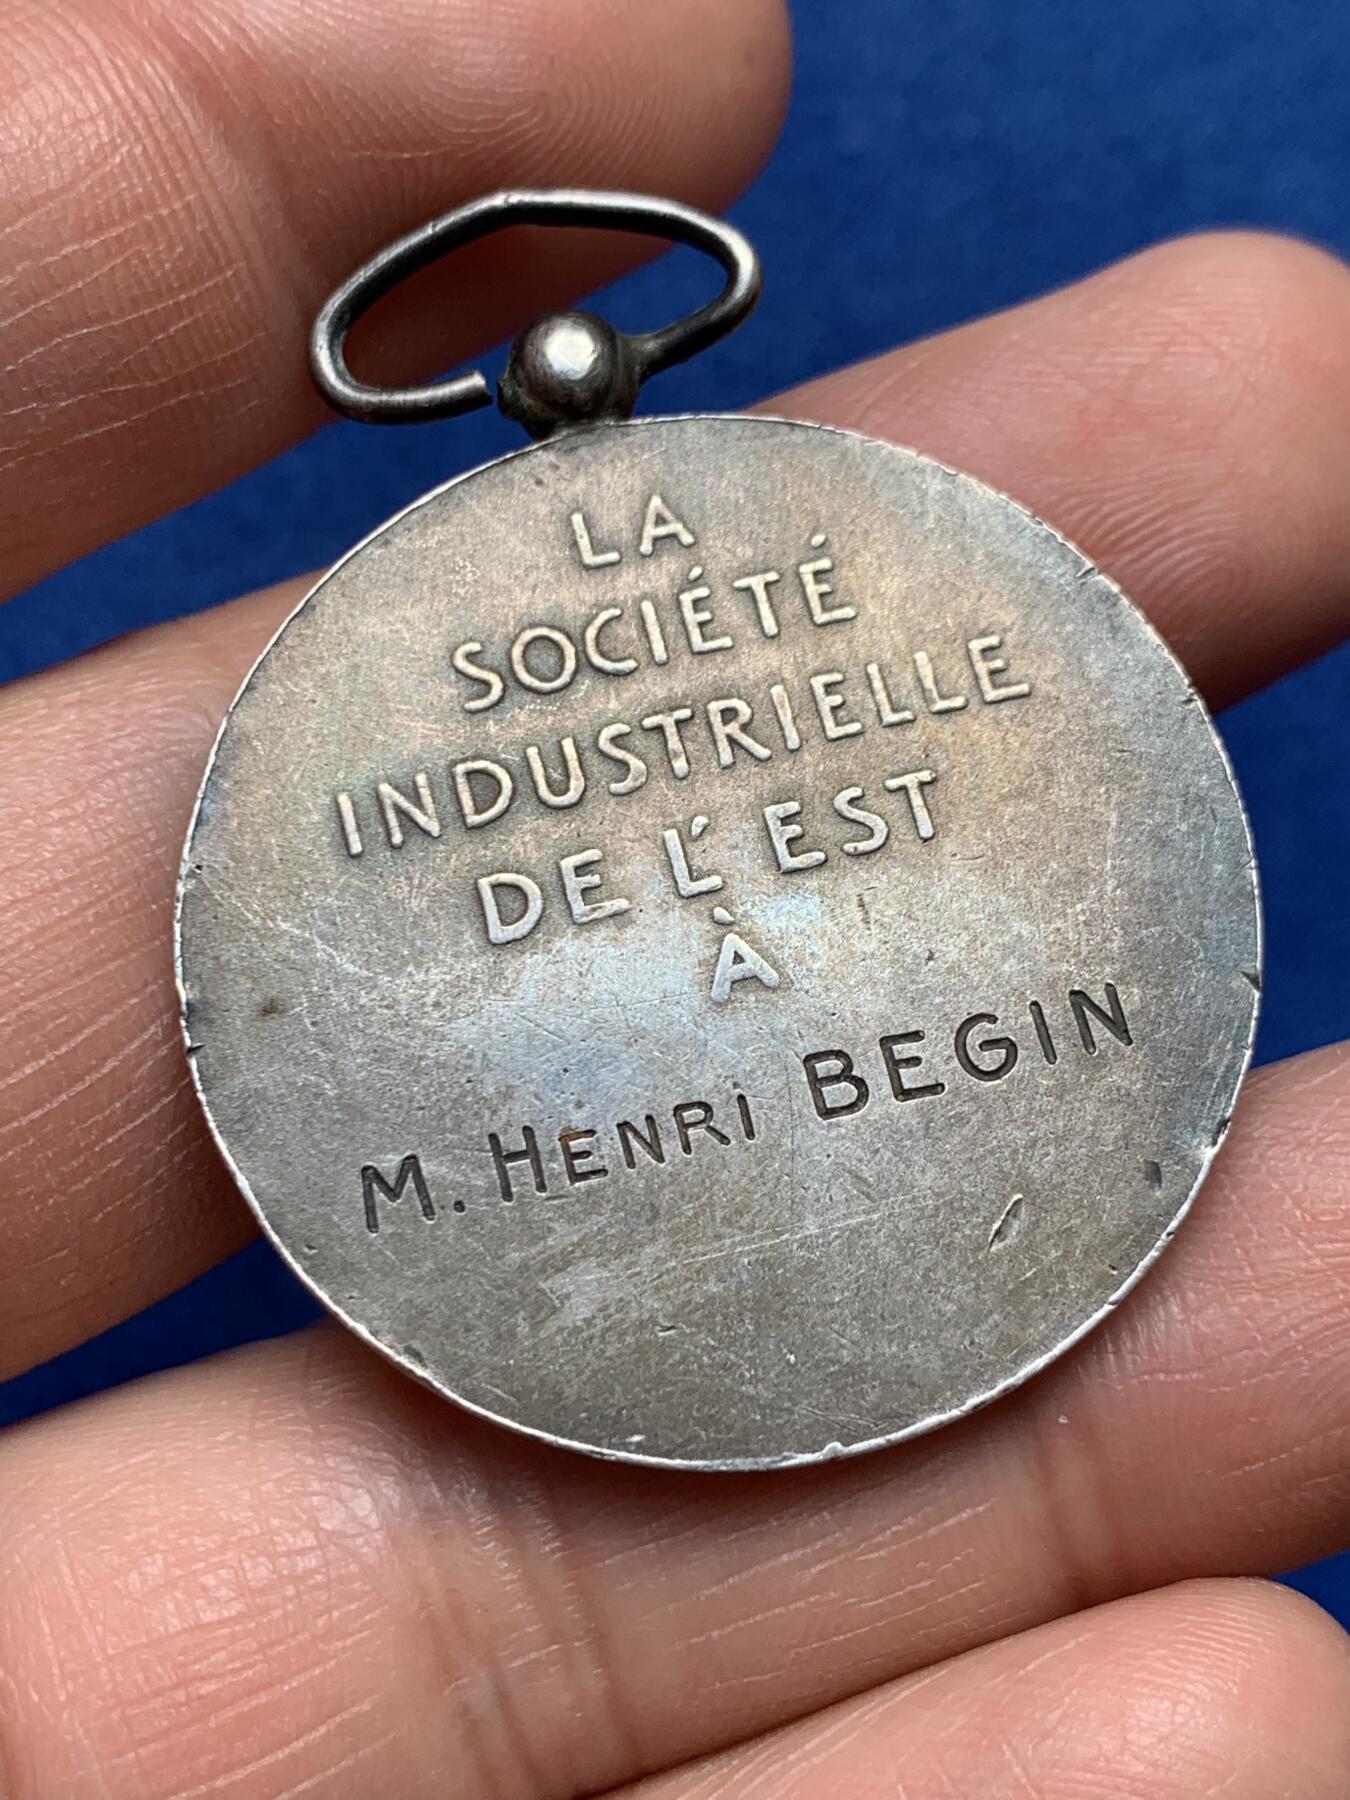 LA
SOCIÉTÉ
INDUSTRIELLE
DE L'EST
À
M. HENRI BEGIN